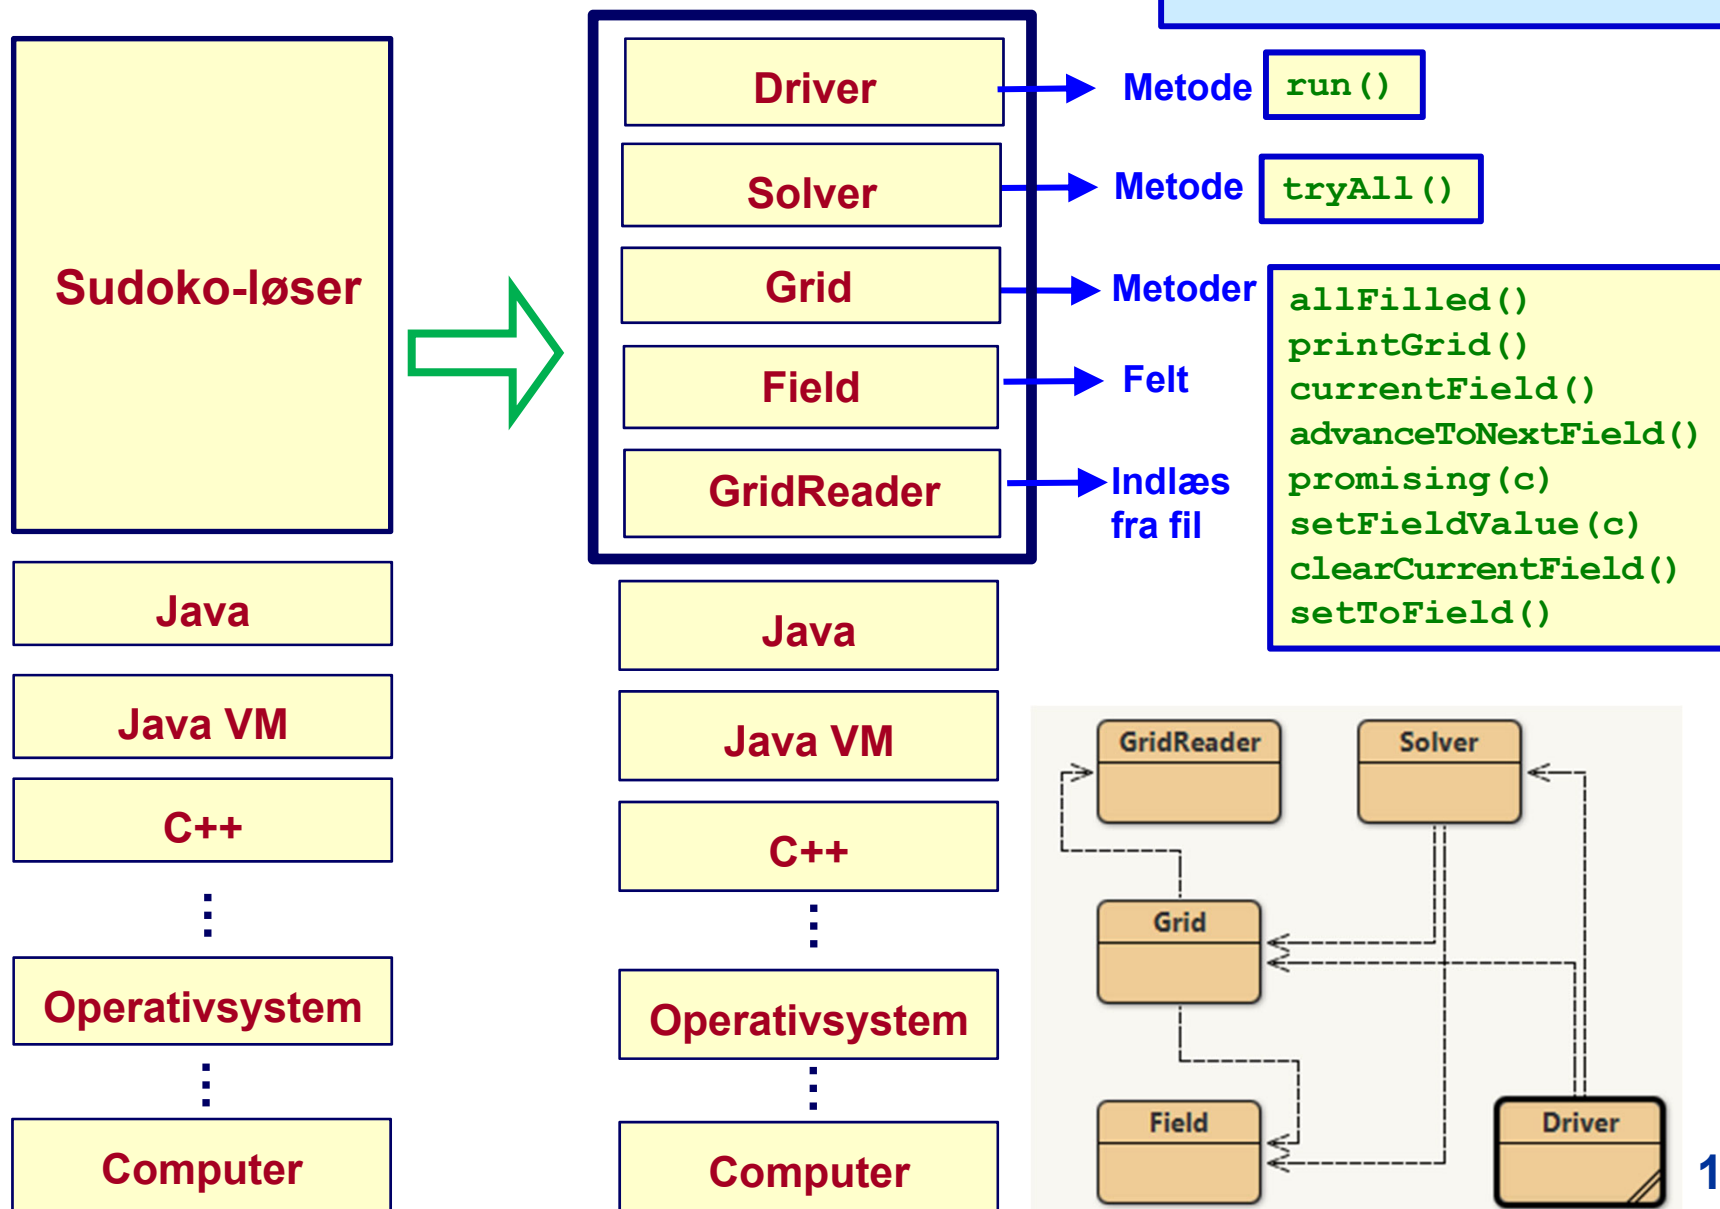 Sudoko-løser
Java
Java VM
C++
Operativsystem
Computer
Driver
Solver
Grid
Field
GridReader
Java
Java VM
C++
Operativsystem
Computer
Metode
run()
Metode
tryAll()
Metoder
Felt
Indlæs
fra fil
allFilled()
printGrid()
currentField()
advanceToNextField()
promising(c)
setFieldValue(c)
clearCurrentField()
setToField()
GridReader
Solver
Grid
Field
Driver
1